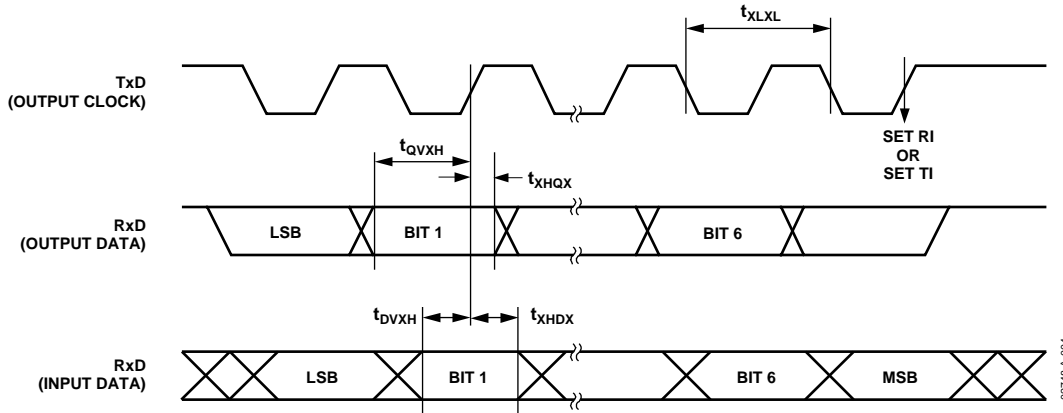 tXLXL
TxD
(OUTPUT CLOCK)
SET RI
OR
SET TI
tQVXH
tXHQX
RxD
(OUTPUT DATA)
LSB
BIT 1
BIT 6
tDVXH
tXHDX
RxD
(INPUT DATA)
LSB
BIT 1
BIT 6
MSB